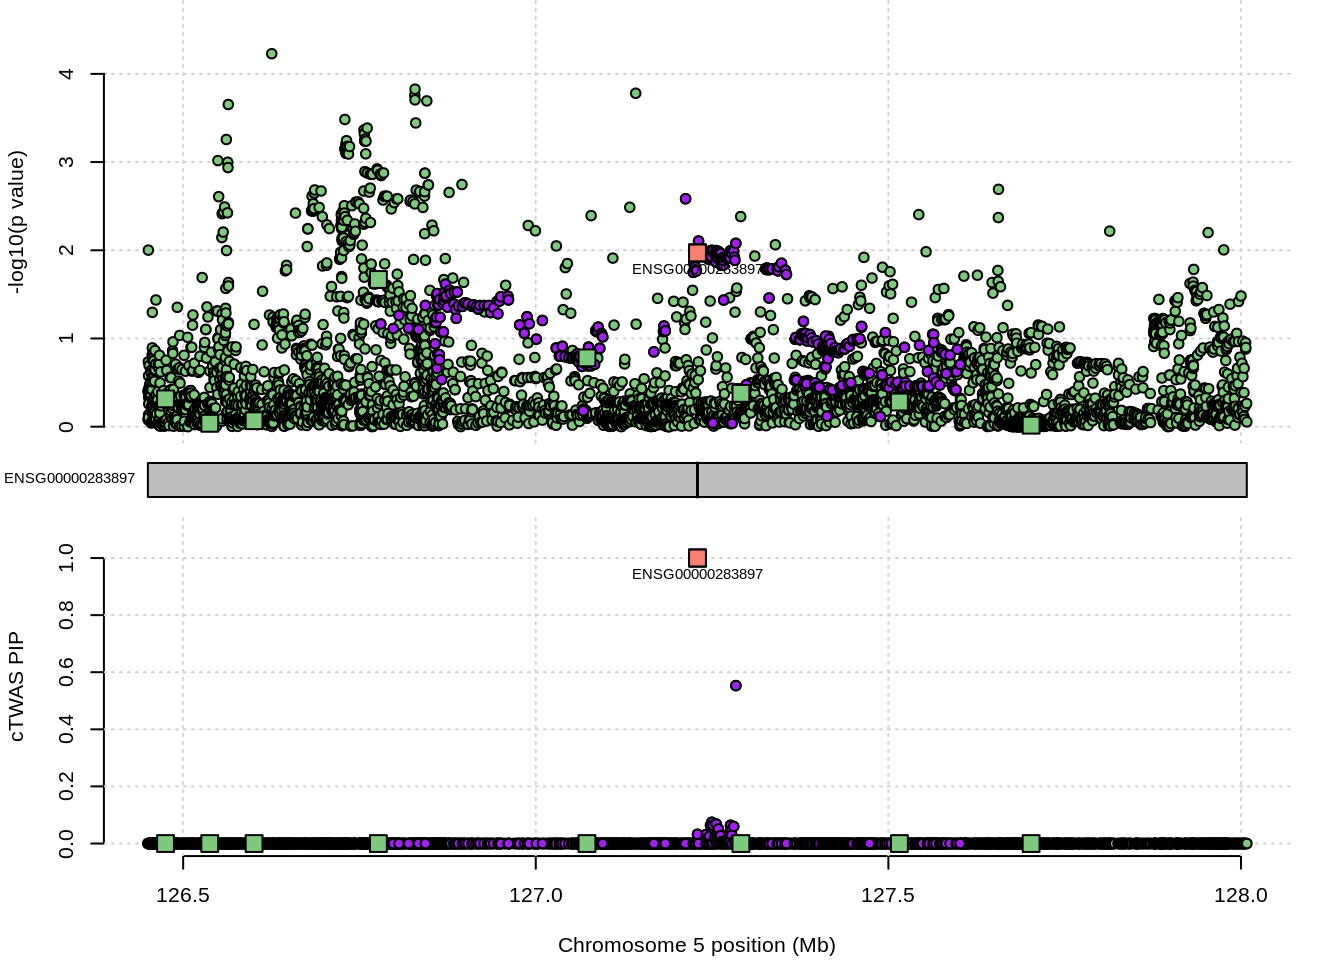 4
3
2
1
0
-log10(p value)
ENSG00000283897
ENSG00000283897
1.0
0.8
0.6
0.4
0.2
0.0
cTWAS PIP
ENSG00000283897
126.5 127.0 127.5 128.0
Chromosome 5 position (Mb)